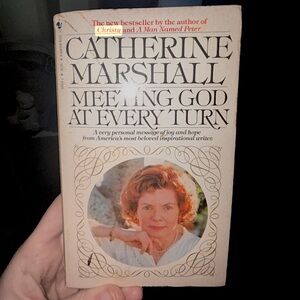 The new bestseller by the author of
Christy and A Man Named Peter
CATHERINE
MARSHALL
MEETING GOD
AT EVERY TURN
A very personal message of joy and hope
from America's most beloved inspirational writer.